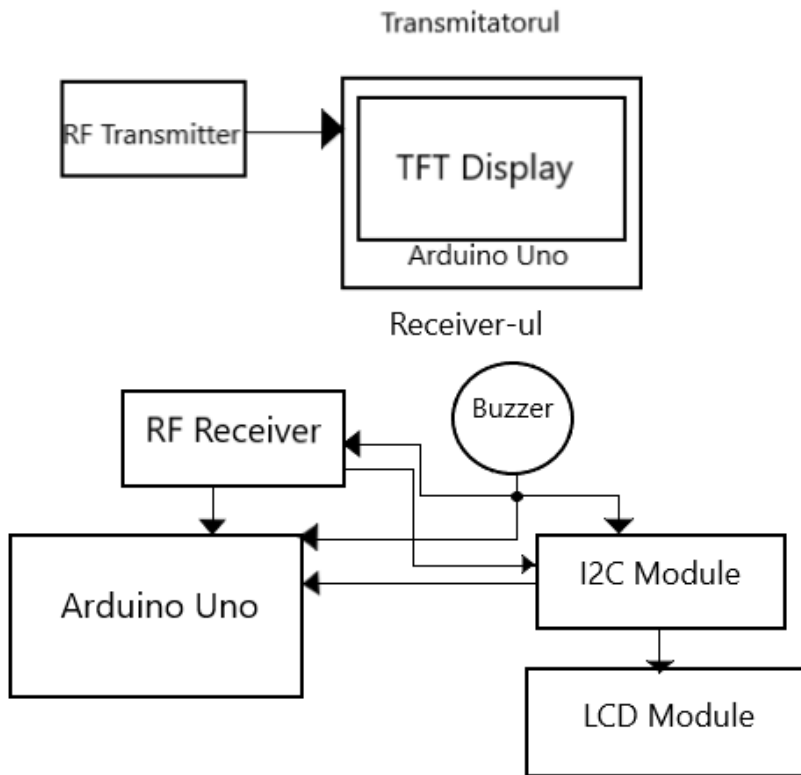 Transmitatorul
RF Transmitter
TFT Display
Arduino Uno
Receiver-ul
Buzzer
RF Receiver
I2C Module
Arduino Uno
LCD Module